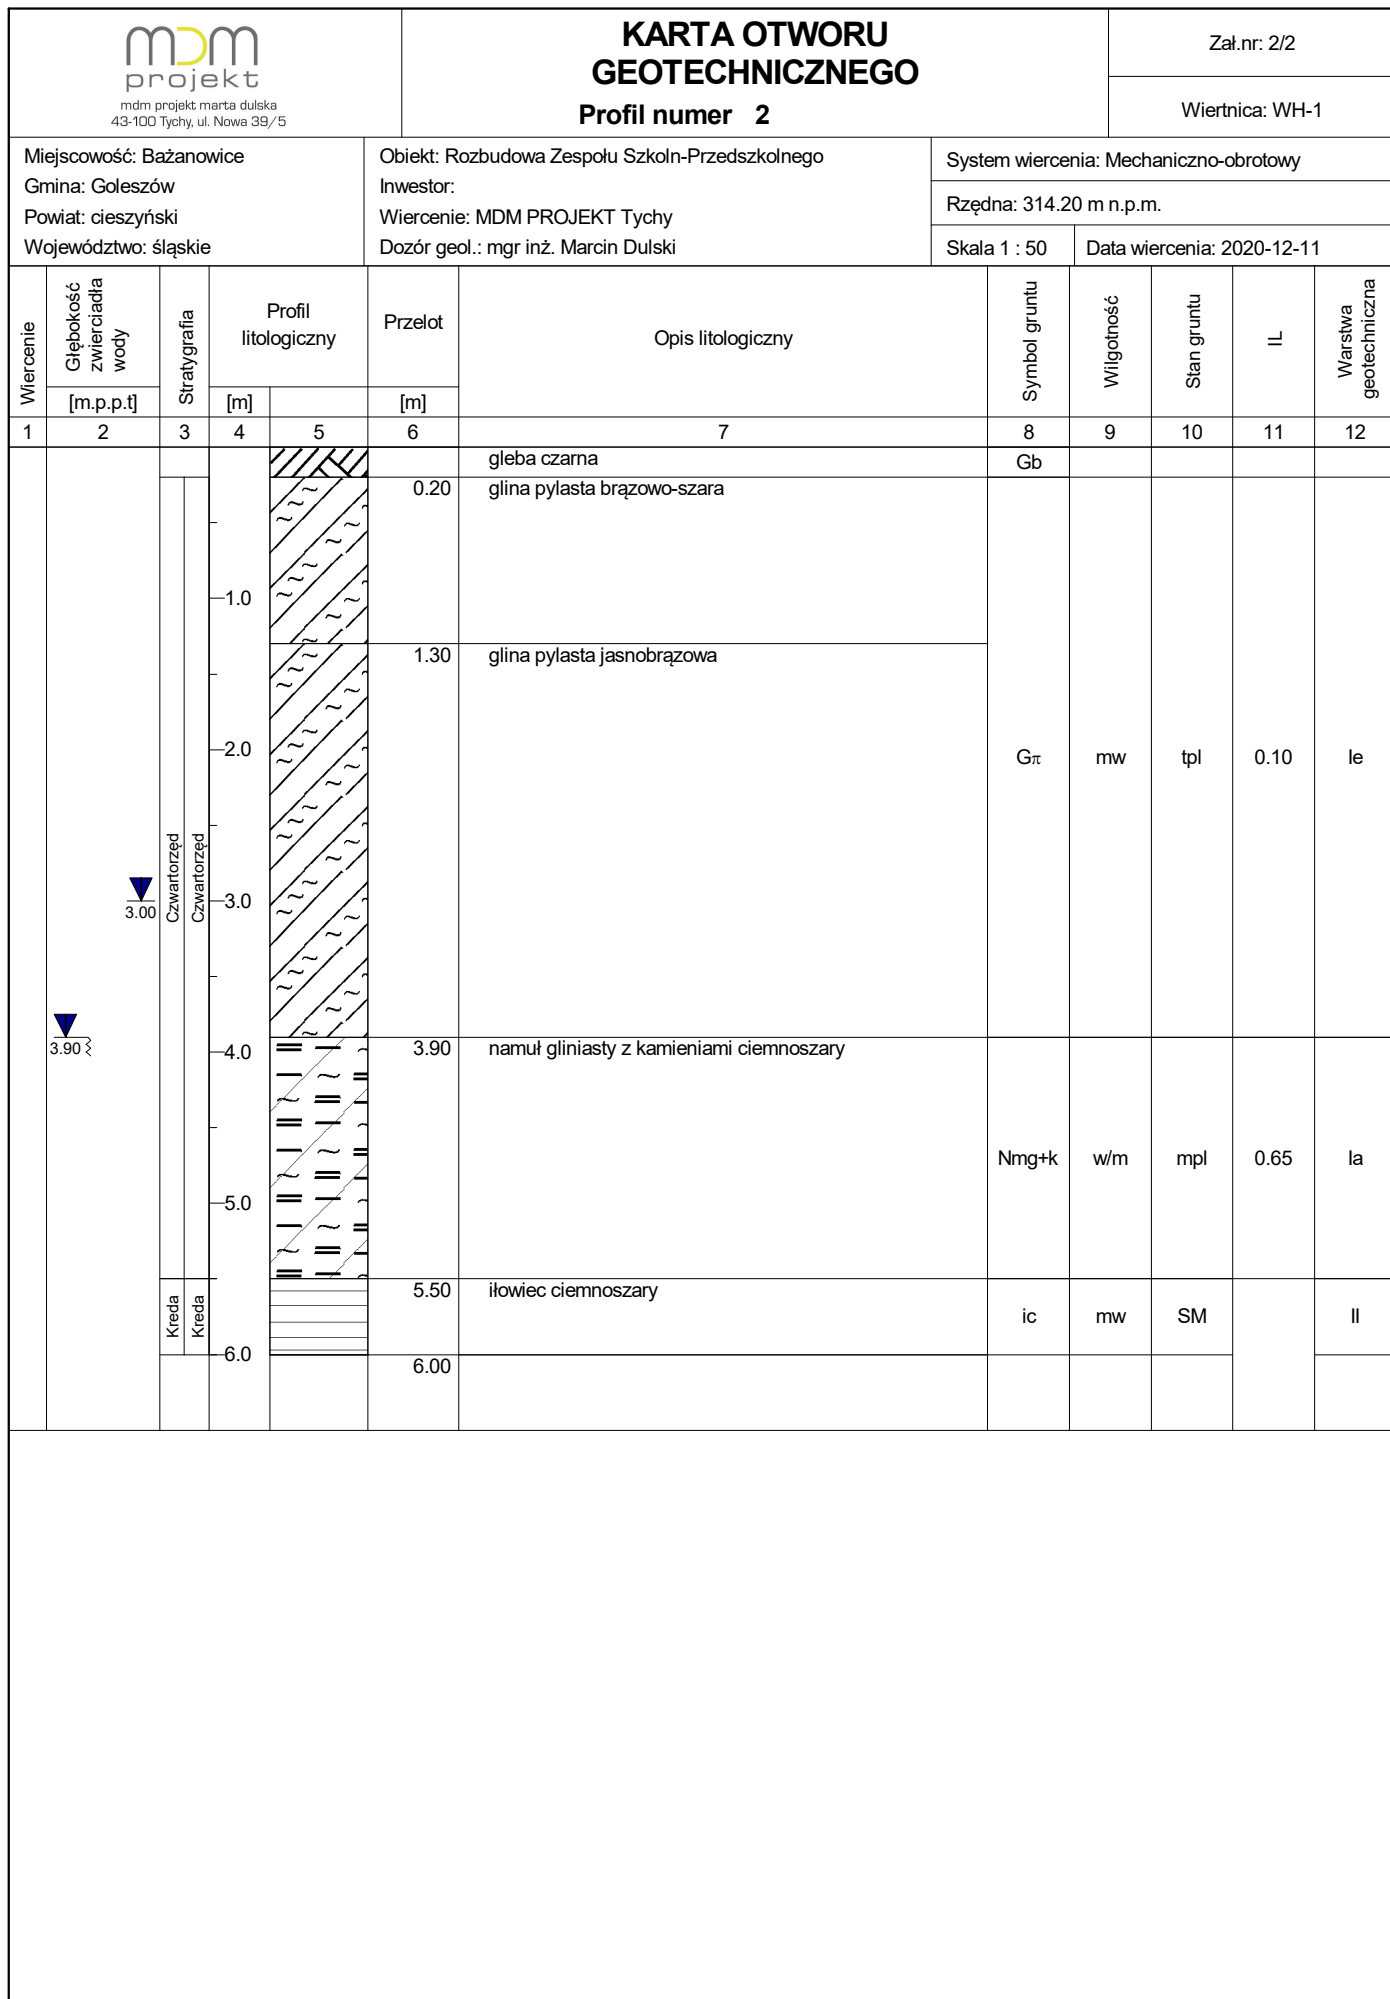 mdm
projekt
mdm projekt marta dulska
43-100 Tychy, ul. Nowa 39/5
KARTA OTWORU
GEOTECHNICZNEGO
Profil numer 2
Zał.nr: 2/2
Wiertnica: WH-1
Miejscowość: Bażanowice
Gmina: Goleszów
Powiat: cieszyński
Województwo: śląskie
Obiekt: Rozbudowa Zespołu Szkoln-Przedszkolnego
Inwestor:
Wiercenie: MDM PROJEKT Tychy
Dozór geol.: mgr inż. Marcin Dulski
System wiercenia: Mechaniczno-obrotowy
Rzędna: 314.20 m n.p.m.
Skala 1 : 50
Data wiercenia: 2020-12-11
Wiercenie
Głębokość
zwierciadła
wody
[m.p.p.t]
Stratygrafia
Profil
litologiczny
[m]
Przelot
[m]
Opis litologiczny
Symbol gruntu
Wilgotność
Stan gruntu
IL
Warstwa
geotechniczna
1 2 3 4 5 6 7 8 9 10 11 12
gleba czarna
Gb
0.20 glina pylasta brązowo-szara
1.0
1.30 glina pylasta jasnobrązowa
2.0
Gπ mw tpl 0.10 Ie
Czwartorzęd
Czwartorzęd
3.00
3.0
3.90
4.0
3.90 namuł gliniasty z kamieniami ciemnoszary
Nmg+k w/m mpl 0.65 Ia
5.0
Kreda
Kreda
5.50 iłowiec ciemnoszary
ic mw SM II
6.0
6.00